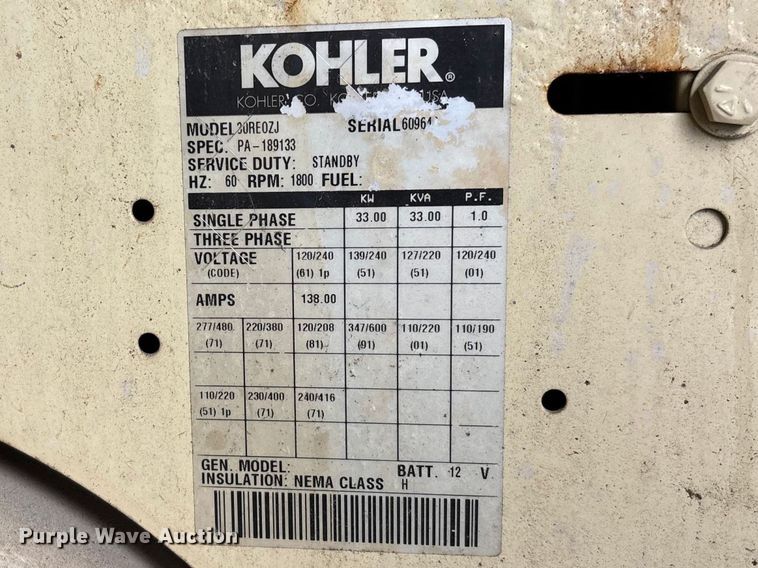 KOHLER®
KOHLER CO. USA
MODEL 30REOZJ SERIAL 60964
SPEC. PA-189133
SERVICE DUTY: STANDBY
HZ: 60 RPM: 1800 FUEL:
KW KVA P.F.
SINGLE PHASE 33.00 33.00 1.0
THREE PHASE
VOLTAGE 120/240 139/240 127/220 120/240
(CODE) (61) 1p (51) (51) (01)
AMPS 138.00
277/480 220/380 120/208 347/600 110/220 110/190
(71) (71) (81) (91) (01) (51)
110/220 230/400 240/416
(51) 1p (71) (71)
GEN. MODEL: BATT. 12 V.
INSULATION: NEMA CLASS H
Purple Wave Auction